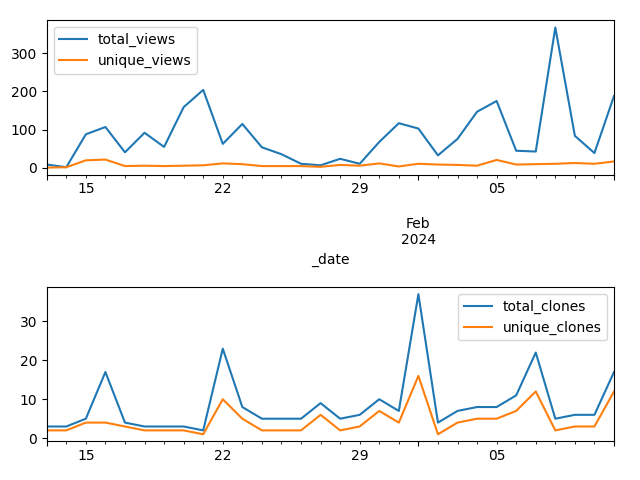 total_views
unique_views
300
200
100
0
15 22 29 05
Feb
2024
_date
total_clones
unique_clones
30
20
10
0
15 22 29 05